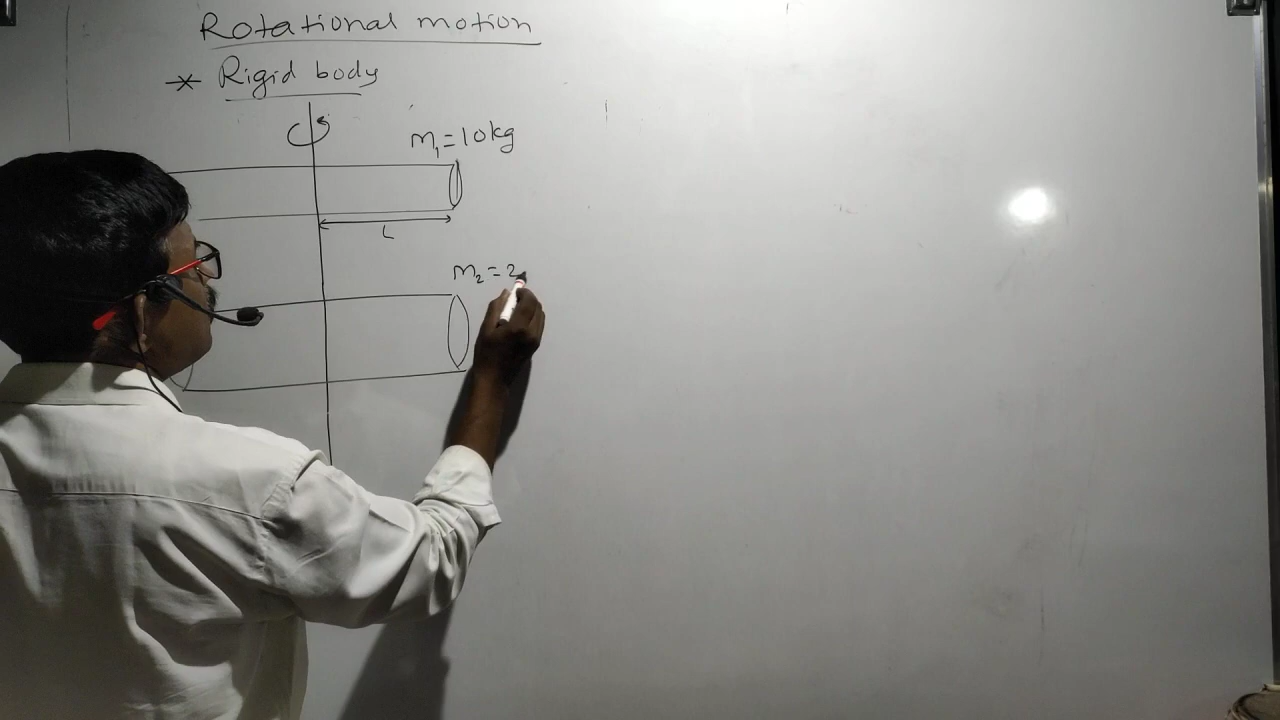 Rotational motion
* Rigid body
m₁=10kg
L
m₂=2